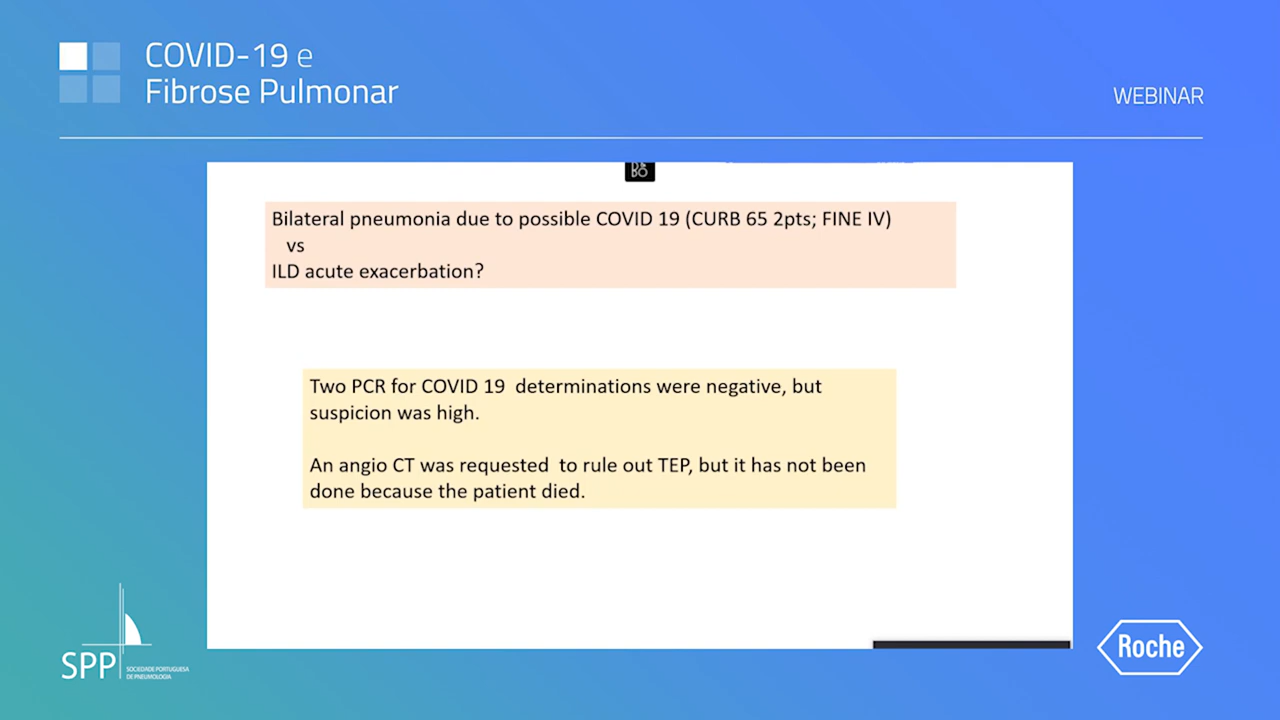 COVID-19 e
Fibrose Pulmonar
WEBINAR
Bilateral pneumonia due to possible COVID 19 (CURB 65 2pts; FINE IV)
vs
ILD acute exacerbation?
Two PCR for COVID 19 determinations were negative, but
suspicion was high.
An angio CT was requested to rule out TEP, but it has not been
done because the patient died.
SPP
SOCIEDADE PORTUGUESA
DE PNEUMOLOGIA
Roche